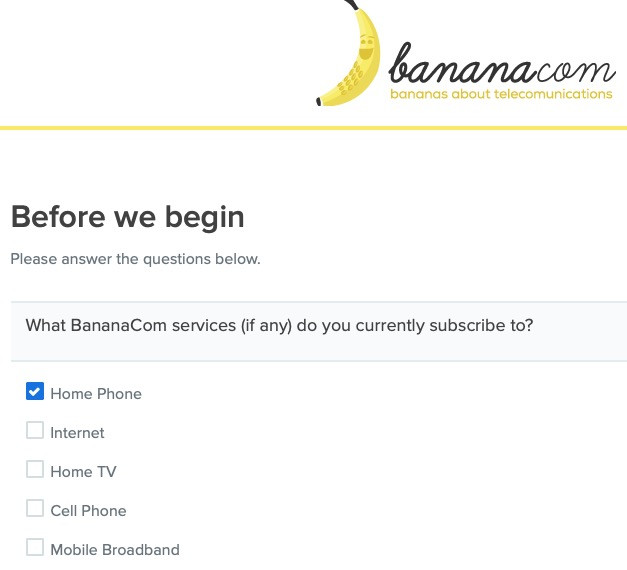 bananacom
bananas about telecomunications
Before we begin
Please answer the questions below.
What BananaCom services (if any) do you currently subscribe to?
Home Phone
Internet
Home TV
Cell Phone
Mobile Broadband